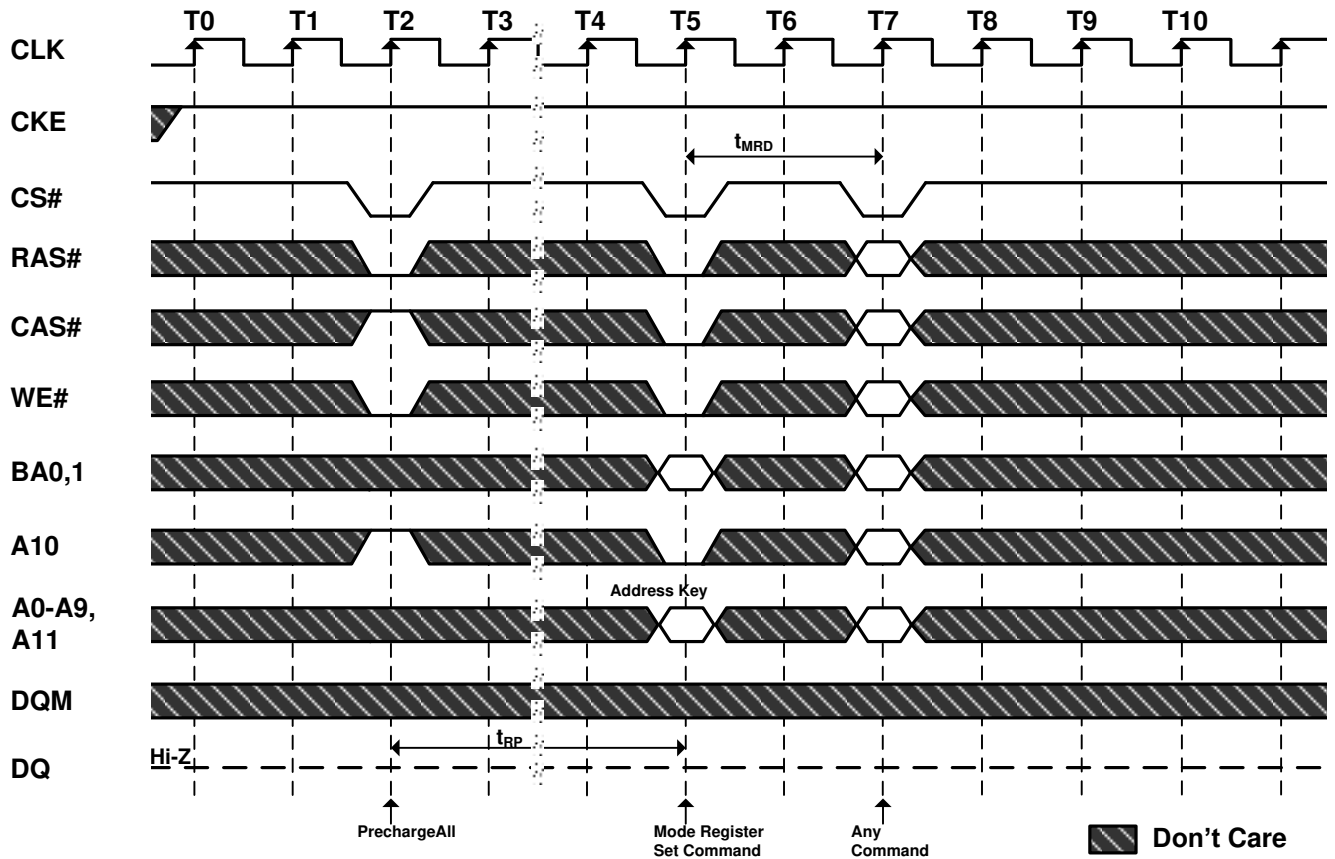 T0 T1 T2 T3 T4 T5 T6 T7 T8 T9 T10
CLK
CKE
tMRD
CS#
RAS#
CAS#
WE#
BA0,1
A10
Address Key
A0-A9,
A11
DQM
tRP
Hi-Z
DQ
PrechargeAll
Mode Register
Set Command
Any
Command
Don't Care